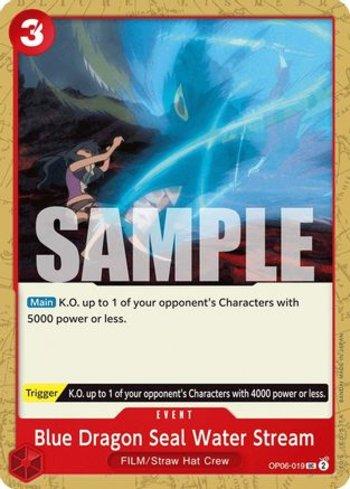 3
SAMPLE
Main K.O. up to 1 of your opponent's Characters with
5000 power or less.
Trigger K.O. up to 1 of your opponent's Characters with 4000 power or less.
EVENT
Blue Dragon Seal Water Stream
FILM/Straw Hat Crew
OP06-019 UC 2